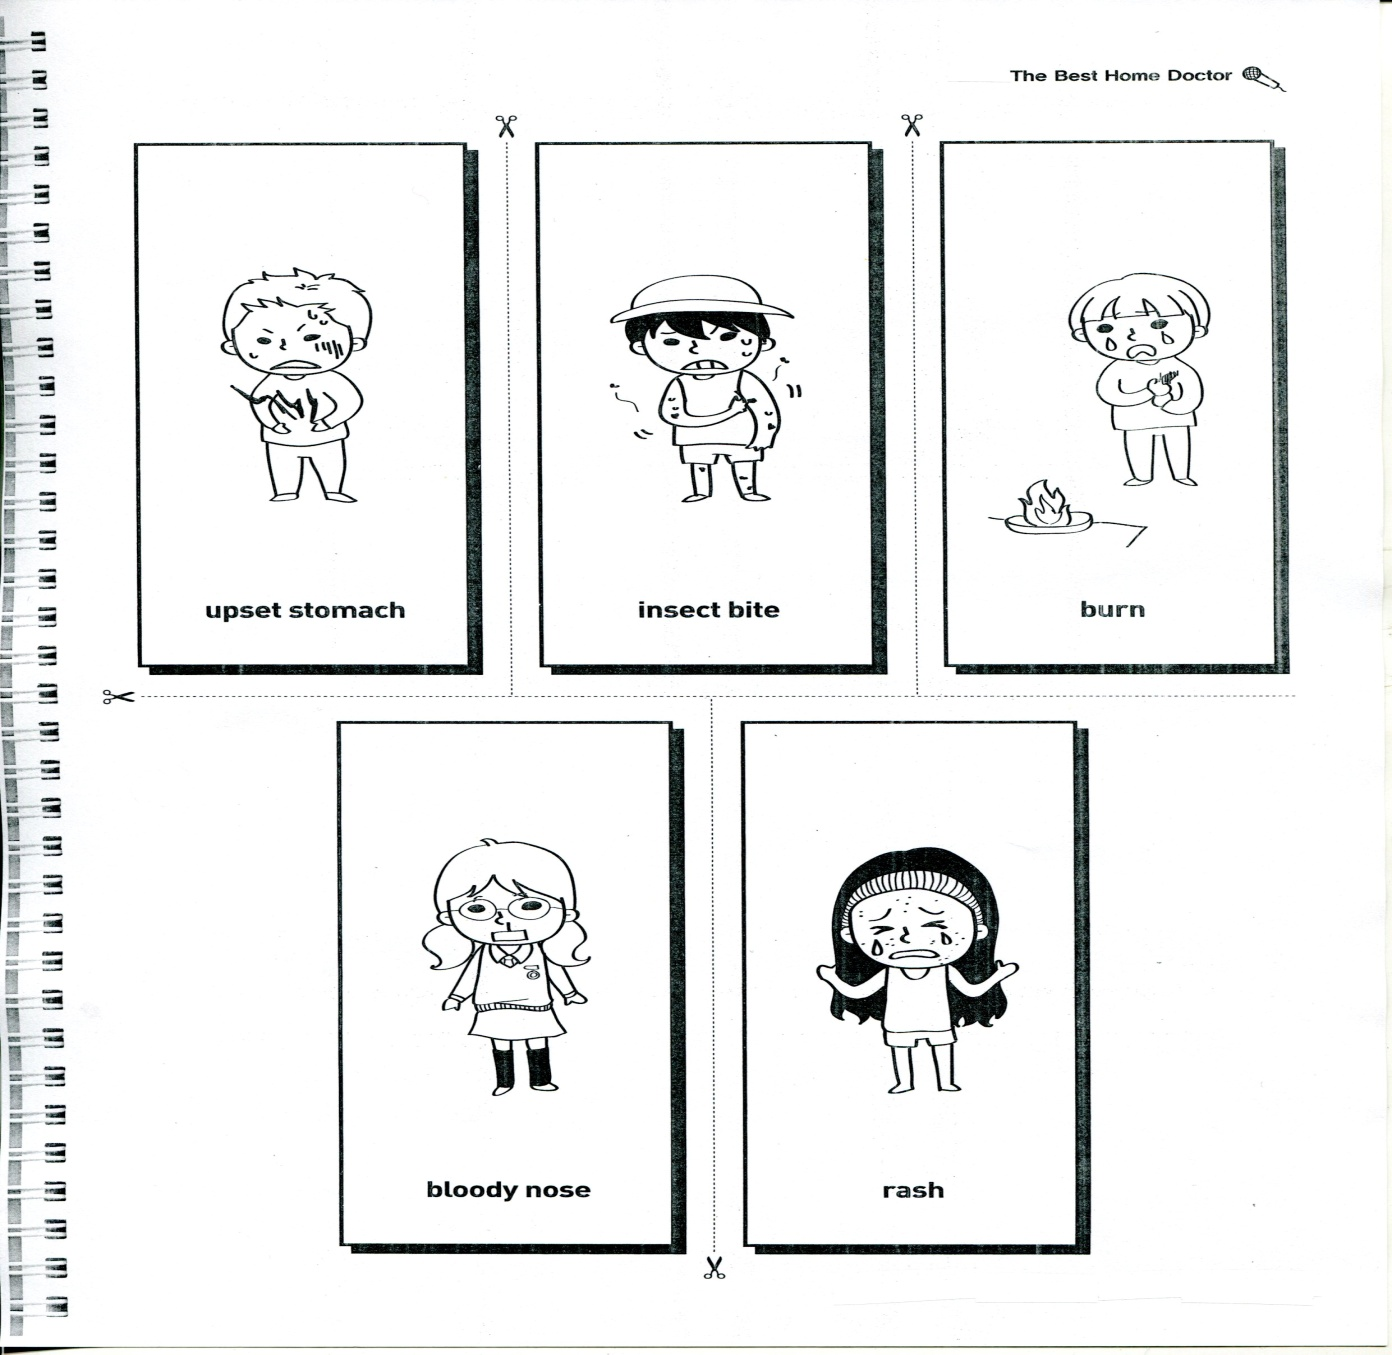 The Best Home Doctor
upset stomach
insect bite
burn
bloody nose
rash